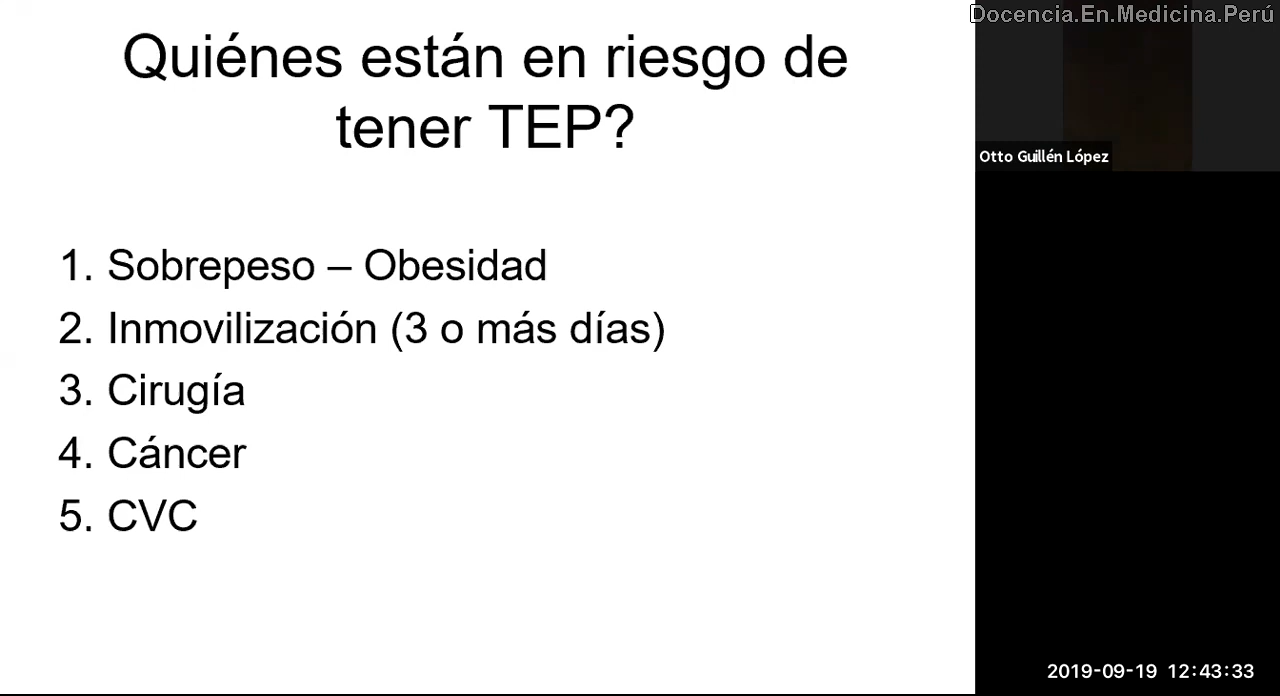 Quiénes están en riesgo de
tener TEP?
1. Sobrepeso – Obesidad
2. Inmovilización (3 o más días)
3. Cirugía
4. Cáncer
5. CVC
Docencia.En.Medicina.Perú
Otto Guillén López
2019-09-19 12:43:33